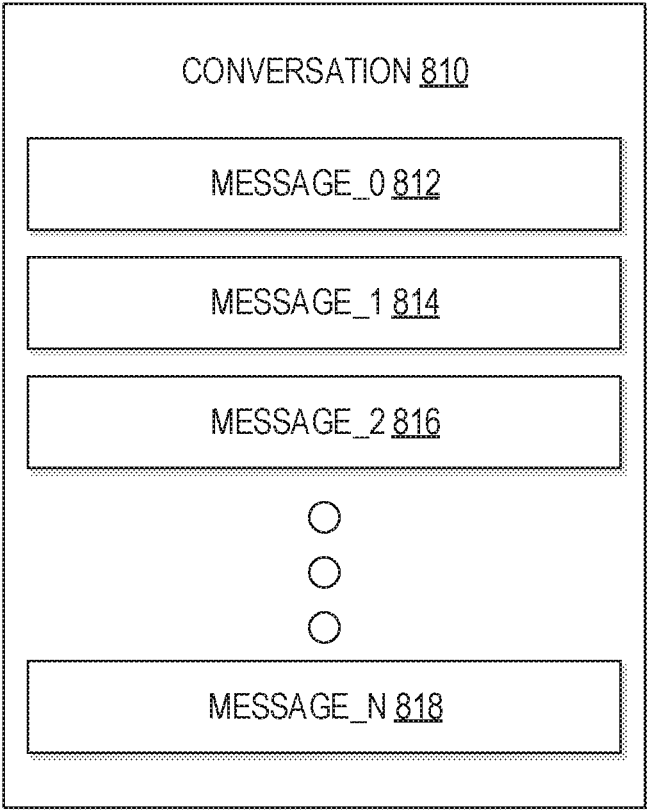 CONVERSATION 810
MESSAGE_0 812
MESSAGE_1 814
MESSAGE_2 816
MESSAGE_N 818